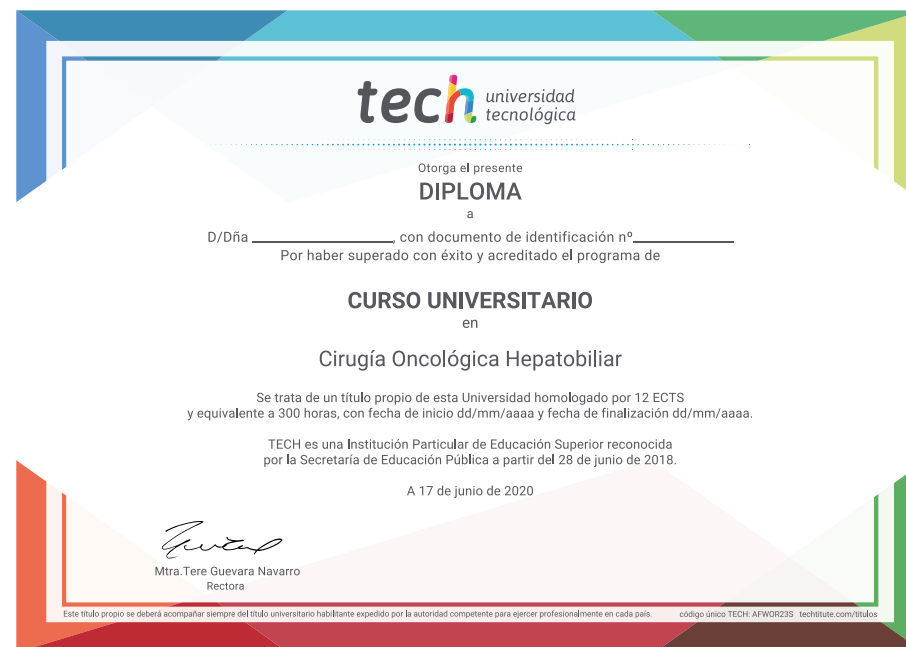 tech universidad
tecnológica
Otorga el presente
DIPLOMA
a
D/Dña ____________________, con documento de identificación nº______________
Por haber superado con éxito y acreditado el programa de
CURSO UNIVERSITARIO
en
Cirugía Oncológica Hepatobiliar
Se trata de un título propio de esta Universidad homologado por 12 ECTS
y equivalente a 300 horas, con fecha de inicio dd/mm/aaaa y fecha de finalización dd/mm/aaaa.
TECH es una Institución Particular de Educación Superior reconocida
por la Secretaría de Educación Pública a partir del 28 de junio de 2018.
A 17 de junio de 2020
Mtra.Tere Guevara Navarro
Rectora
Este título propio se deberá acompañar siempre del título universitario habilitante expedido por la autoridad competente para ejercer profesionalmente en cada país. código único TECH: AFWOR23S techtitute.com/titulos